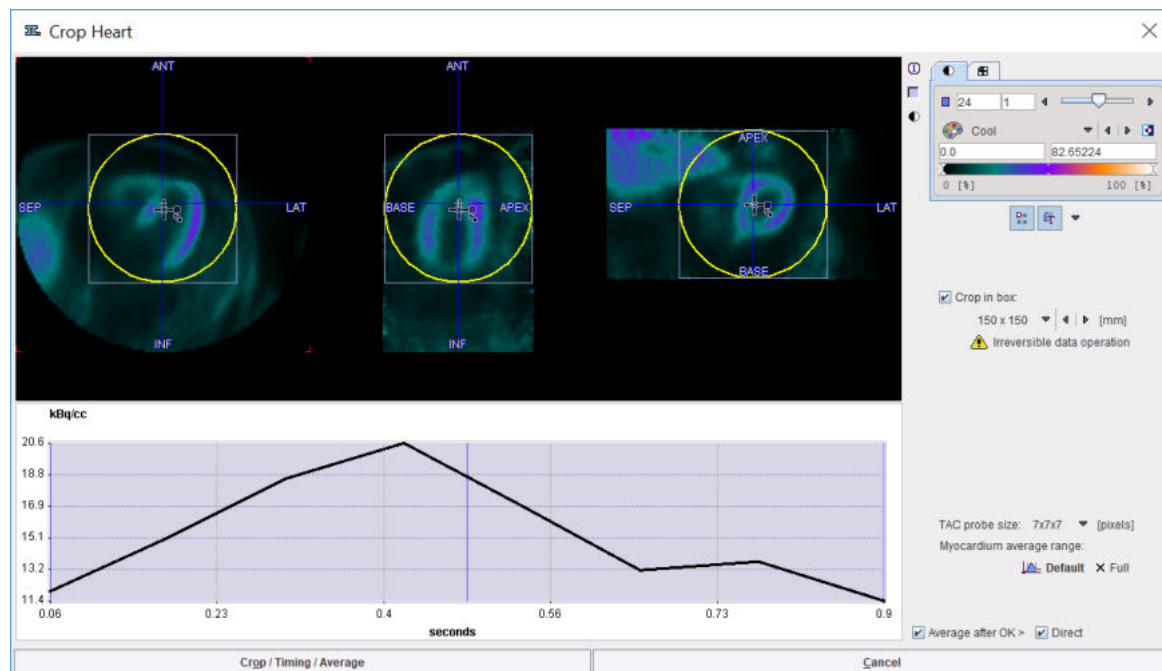 Crop Heart
ANT
ANT
APEX
SEP
LAT
BASE
APEX
SEP
LAT
BASE
INF
INF
24
1
Cool
0.0
82.65224
0 [%]
100 [%]
Crop in box:
150 x 150
[mm]
Irreversible data operation
kBq/cc
20.6
18.8
16.9
15.1
13.2
11.4
0.06
0.23
0.4
0.56
0.73
0.9
seconds
TAC probe size: 7x7x7 [pixels]
Myocardium average range:
Default
Full
Average after OK >
Direct
Crop / Timing / Average
Cancel